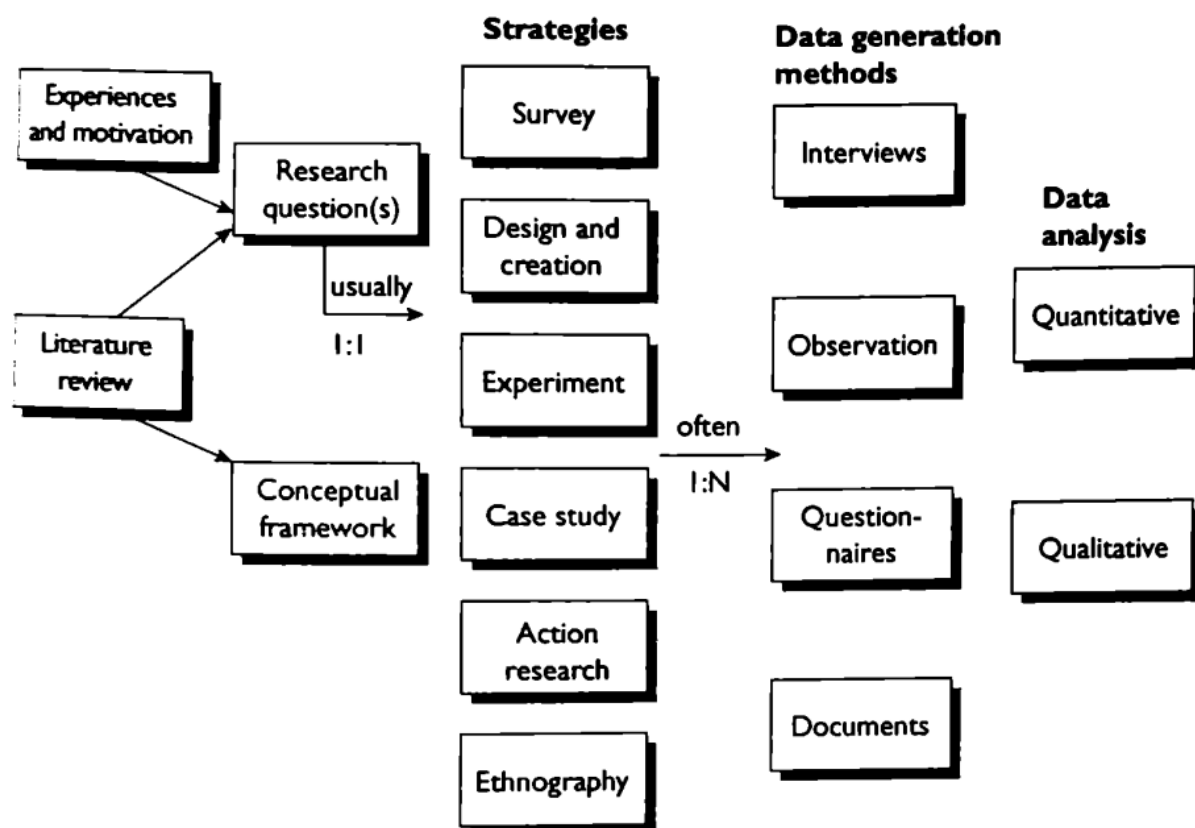 Experiences
and motivation
Literature
review
Research
question(s)
usually
1:1
Conceptual
framework
Strategies
Survey
Design and
creation
Experiment
Case study
Action
research
Ethnography
often
1:N
Data generation
methods
Interviews
Observation
Question-
naires
Documents
Data
analysis
Quantitative
Qualitative